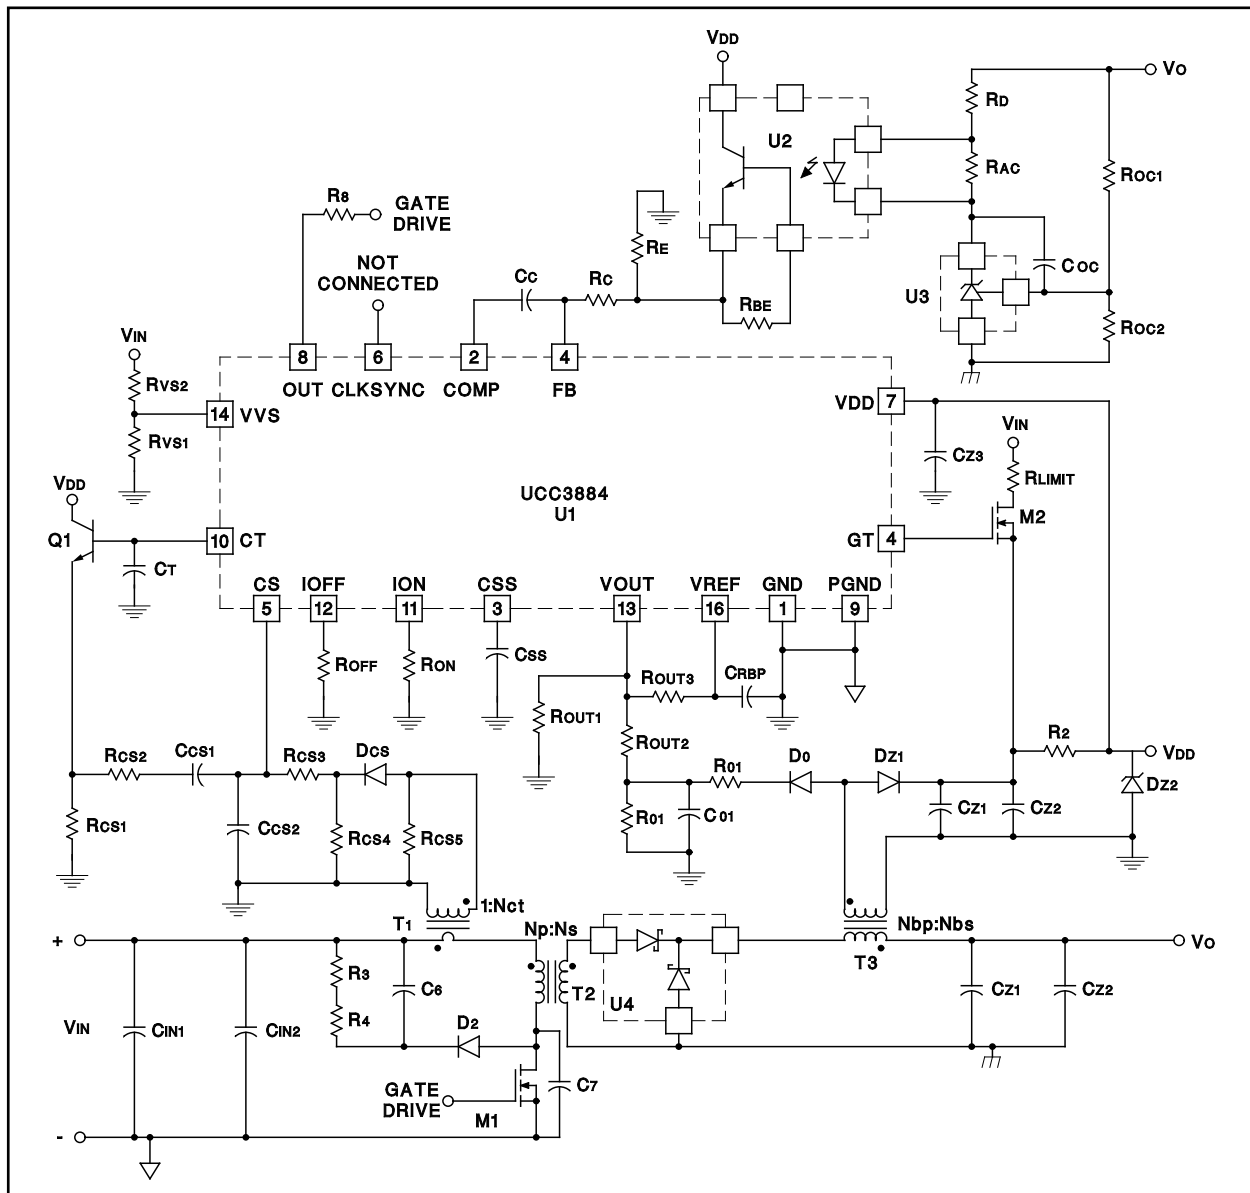 VDD
VO
RD
U2
RAC
ROC1
R8
GATE
DRIVE
NOT
CONNECTED
RE
CC
RC
RBE
COC
U3
ROC2
VIN
RVS2
RVS1
8
6
2
4
OUT
CLKSYNC
COMP
FB
14
VVS
VDD
7
CZ3
VIN
RLIMIT
M2
UCC3884
U1
VDD
Q1
10
CT
CT
GT
4
CS
IOFF
ION
CSS
VOUT
VREF
GND
PGND
5
12
11
3
13
16
1
9
ROFF
RON
CSS
ROUT3
CRBP
ROUT1
ROUT2
R2
VDD
RCS2
CCS1
RCS3
DCS
R01
D0
DZ1
DZ2
RCS1
CCS2
RCS4
RCS5
R01
C01
CZ1
CZ2
1:Nct
T1
Np:Ns
Nbp:Nbs
+
VO
R3
C6
T2
U4
T3
CZ1
CZ2
VIN
CIN1
CIN2
R4
D2
C7
GATE
DRIVE
M1
-